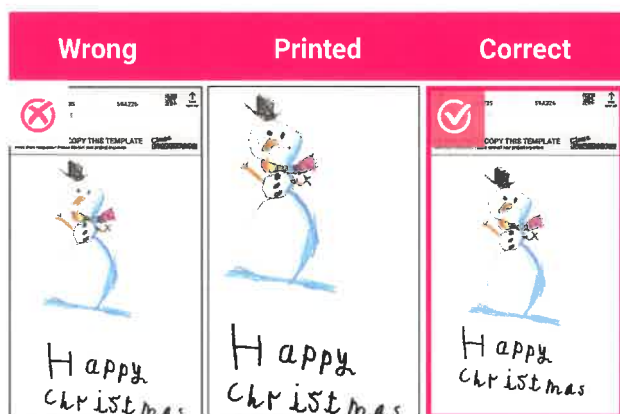 Wrong Printed Correct
COPY THIS TEMPLATE
COPY THIS TEMPLATE
Happy
Christmas
Happy
Christmas
Happy
Christmas